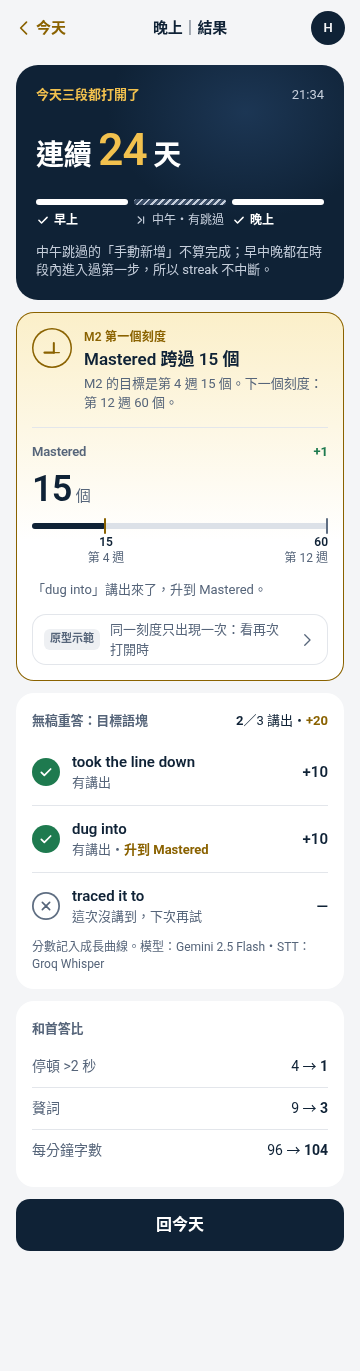 今天
晚上｜結果
H
今天三段都打開了
21:34
連續 24 天
早上
中午・有跳過
晚上
中午跳過的「手動新增」不算完成；早中晚都在時
段內進入過第一步，所以 streak 不中斷。
M2 第一個刻度
Mastered 跨過 15 個
M2 的目標是第 4 週 15 個。下一個刻度：
第 12 週 60 個。
Mastered
+1
15 個
15
60
第 4 週
第 12 週
「dug into」講出來了，升到 Mastered。
原型示範
同一刻度只出現一次：看再次
打開時
無稿重答：目標語塊
2／3 講出・+20
took the line down
有講出
+10
dug into
有講出・升到 Mastered
+10
traced it to
這次沒講到，下次再試
–
分數記入成長曲線。模型：Gemini 2.5 Flash・STT：
Groq Whisper
和首答比
停頓 >2 秒
4 → 1
贅詞
9 → 3
每分鐘字數
96 → 104
回今天